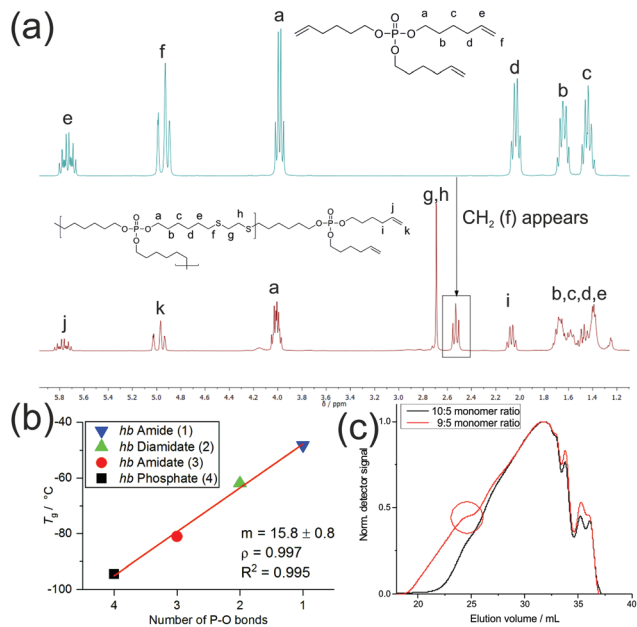 (a)
a
f
e
d
b
c
O
O P O
O
a
c
e
b
d
f
g,h
CH₂ (f) appears
O
O P O
O
a
c
e
b
d
f
S
g
h
S
O
O P O
O
j
i
k
j
k
a
i
b,c,d,e
5.8 5.6 5.4 5.2 5.0 4.8 4.6 4.4 4.2 4.0 3.8 3.6 3.4 3.2 3.0 2.8 2.6 2.4 2.2 2.0 1.8 1.6 1.4 1.2
δ / ppm
(b)
-40
-60
-80
-100
Tg / °C
hb Amide (1)
hb Diamidate (2)
hb Amidate (3)
hb Phosphate (4)
m = 15.8 ± 0.8
ρ = 0.997
R² = 0.995
4 3 2 1
Number of P-O bonds
(c)
10:5 monomer ratio
9:5 monomer ratio
1.0
0.5
0.0
Norm. detector signal
20 25 30 35 40
Elution volume / mL